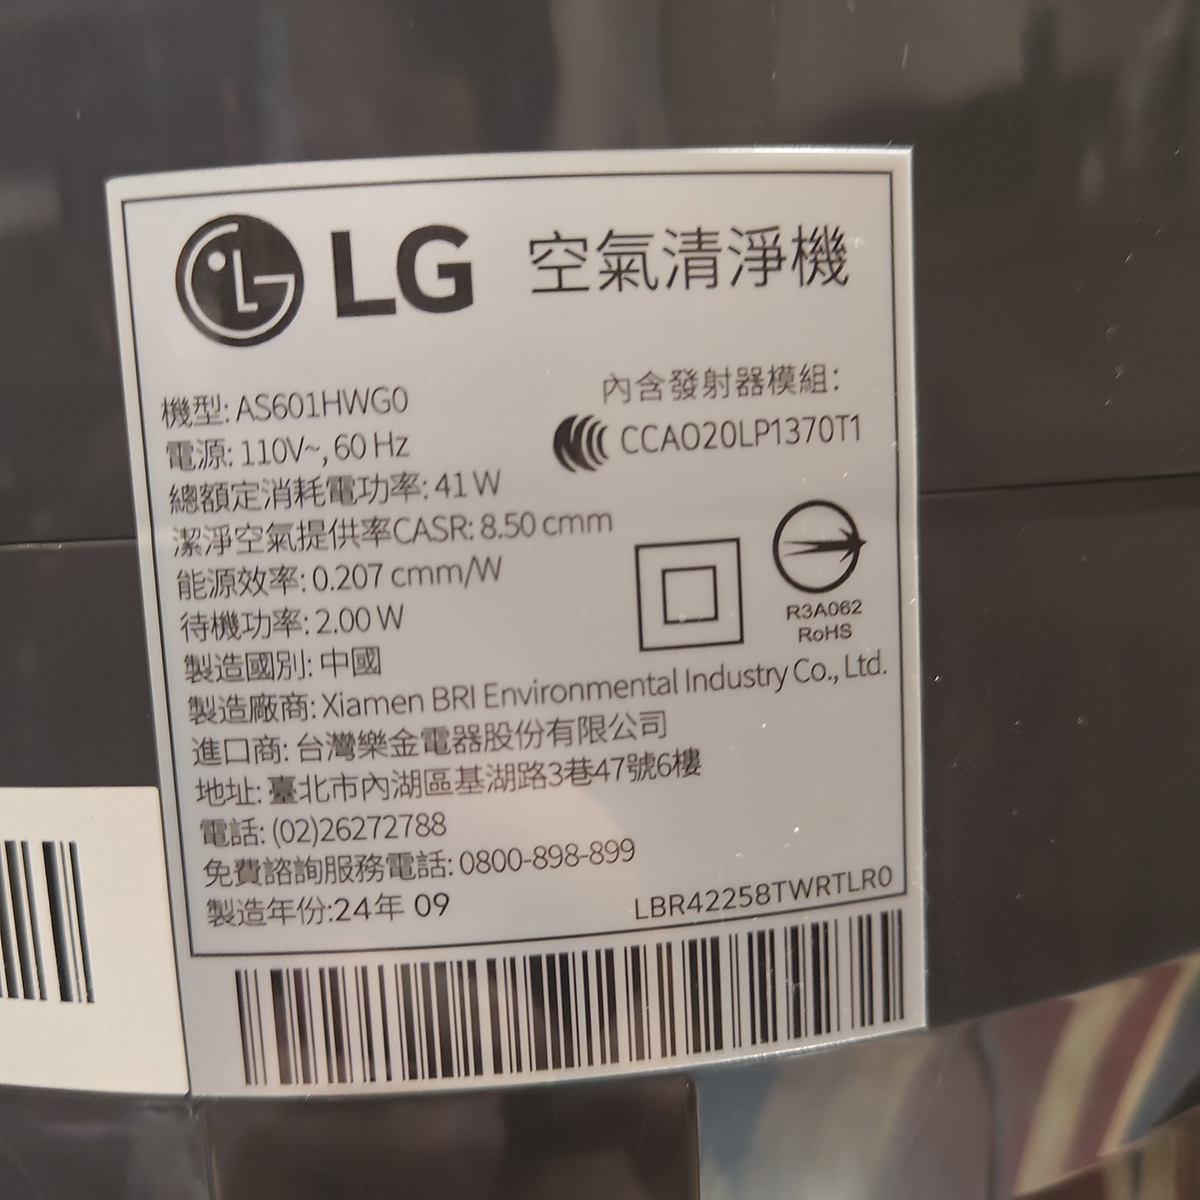 LG 空氣清淨機
機型: AS601HWG0
電源: 110V~, 60 Hz
總額定消耗電功率: 41 W
潔淨空氣提供率CASR: 8.50 cmm
能源效率: 0.207 cmm/W
待機功率: 2.00 W
製造國別: 中國
內含發射器模組:
CCAO20LP1370T1
R3A062
RoHS
製造廠商: Xiamen BRI Environmental Industry Co., Ltd.
進口商: 台灣樂金電器股份有限公司
地址: 臺北市內湖區基湖路3巷47號6樓
電話: (02)26272788
免費諮詢服務電話: 0800-898-899
製造年份:24年 09
LBR42258TWRTLR0